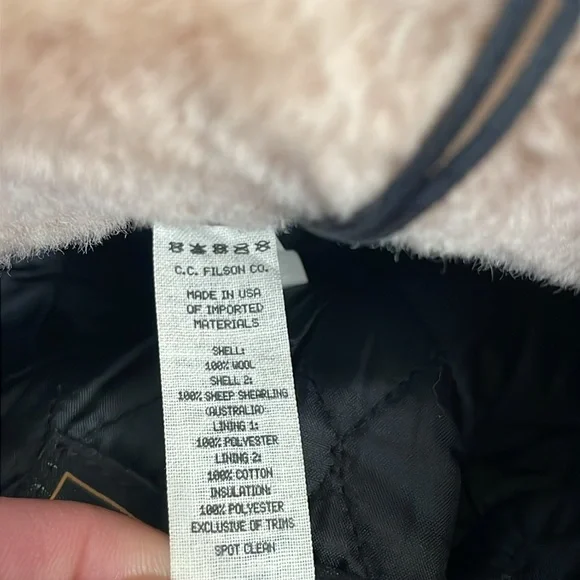 C.C. FILSON CO.
MADE IN USA
OF IMPORTED
MATERIALS
SHELL:
100% WOOL
SHELL 2:
100% SHEEP SHEARLING
(AUSTRALIA)
LINING 1:
100% POLYESTER
LINING 2:
100% COTTON
INSULATION:
100% POLYESTER
EXCLUSIVE OF TRIMS
SPOT CLEAN